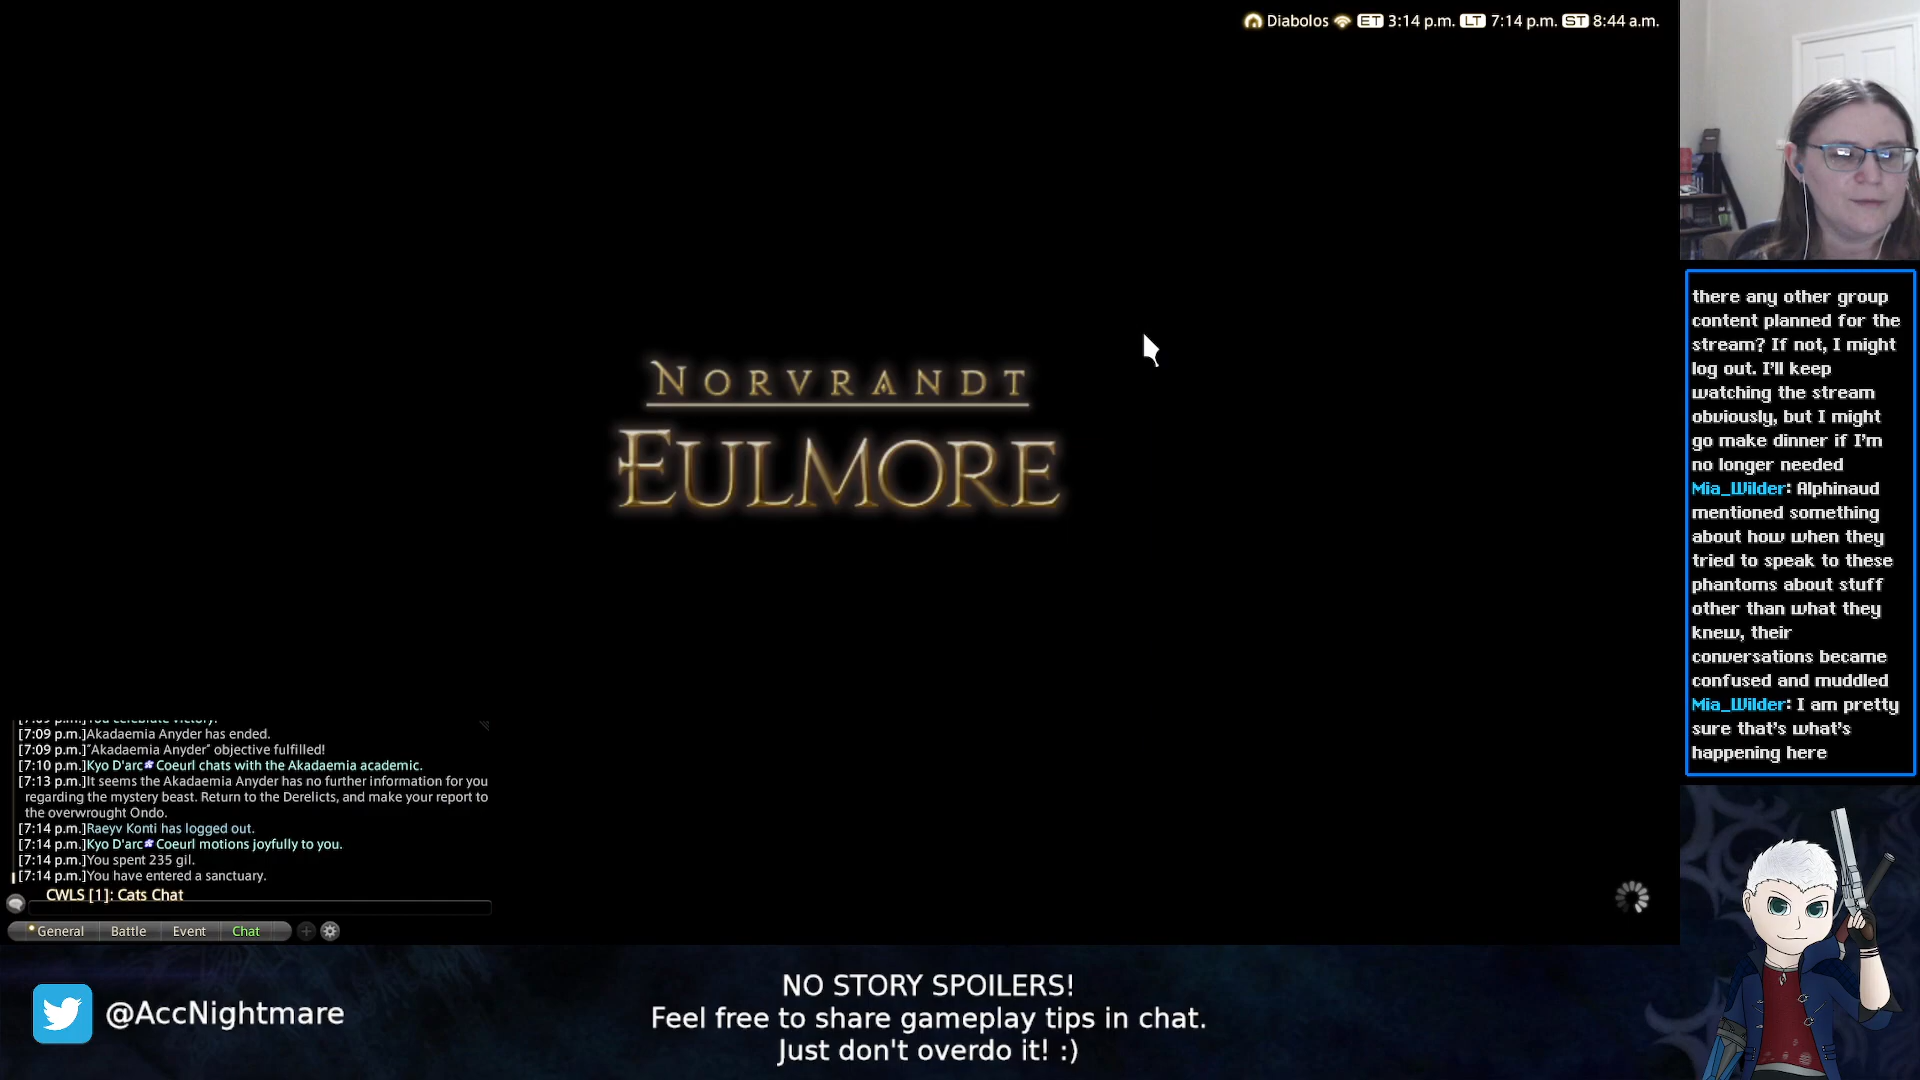 Diabolos ET 3:14 p.m. LT 7:14 p.m. ST 8:44 a.m.
NORVRANDT
EULMORE
there any other group
content planned for the
stream? If not, I might
log out. I'll keep
watching the stream
obviously, but I might
go make dinner if I'm
no longer needed
Mia_Wilder: Alphinaud
mentioned something
about how when they
tried to speak to these
phantoms about stuff
other than what they
knew, their
conversations became
confused and muddled
Mia_Wilder: I am pretty
sure that's what's
happening here
[7:09 p.m.]You celebrate victory!
[7:09 p.m.]Akadaemia Anyder has ended.
[7:09 p.m.]"Akadaemia Anyder" objective fulfilled!
[7:10 p.m.]Kyo D'arc Coeurl chats with the Akadaemia academic.
[7:13 p.m.]It seems the Akadaemia Anyder has no further information for you
regarding the mystery beast. Return to the Derelicts, and make your report to
the overwrought Ondo.
[7:14 p.m.]Raeyv Konti has logged out.
[7:14 p.m.]Kyo D'arc Coeurl motions joyfully to you.
[7:14 p.m.]You spent 235 gil.
[7:14 p.m.]You have entered a sanctuary.
CWLS [1]: Cats Chat
General Battle Event Chat
@AccNightmare
NO STORY SPOILERS!
Feel free to share gameplay tips in chat.
Just don't overdo it! :)